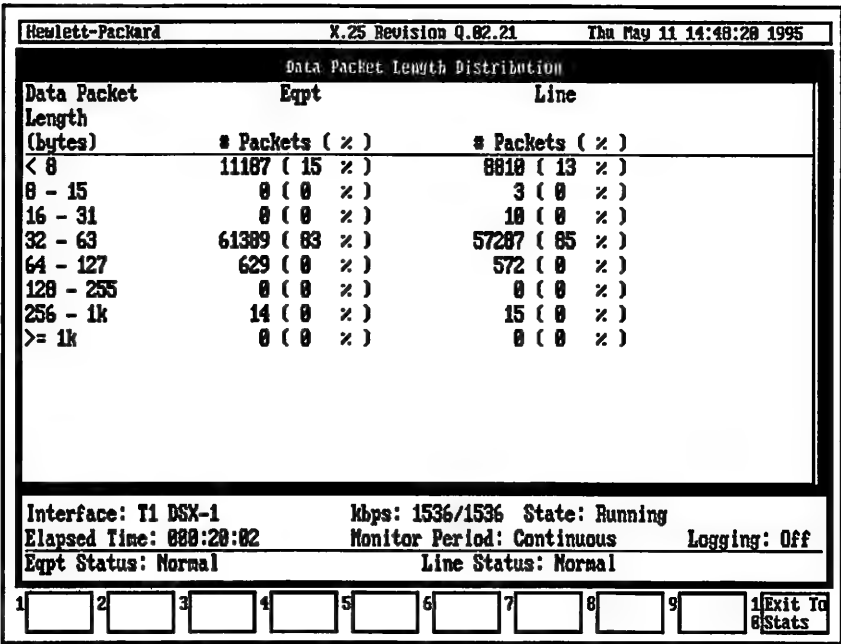 Hewlett-Packard X.25 Revision Q.02.21 Thu May 11 14:48:20 1995
Data Packet Length Distribution
Data Packet Eqpt Line
Length
(bytes) # Packets ( % ) # Packets ( % )
< 8 11187 ( 15 % ) 8810 ( 13 % )
8 - 15 0 ( 0 % ) 3 ( 0 % )
16 - 31 0 ( 0 % ) 10 ( 0 % )
32 - 63 61389 ( 83 % ) 57207 ( 85 % )
64 - 127 629 ( 0 % ) 572 ( 0 % )
128 - 255 0 ( 0 % ) 0 ( 0 % )
256 - 1k 14 ( 0 % ) 15 ( 0 % )
>= 1k 0 ( 0 % ) 0 ( 0 % )
Interface: T1 DSX-1 kbps: 1536/1536 State: Running
Elapsed Time: 000:20:02 Monitor Period: Continuous Logging: Off
Eqpt Status: Normal Line Status: Normal
1 2 3 4 5 6 7 8 9 10 Exit To Stats